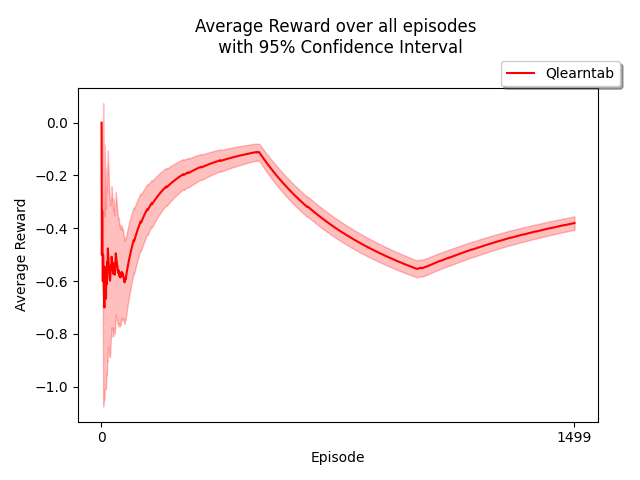 Average Reward over all episodes
with 95% Confidence Interval
Qlearntab
0.0
−0.2
−0.4
−0.6
−0.8
−1.0
Average Reward
0
1499
Episode